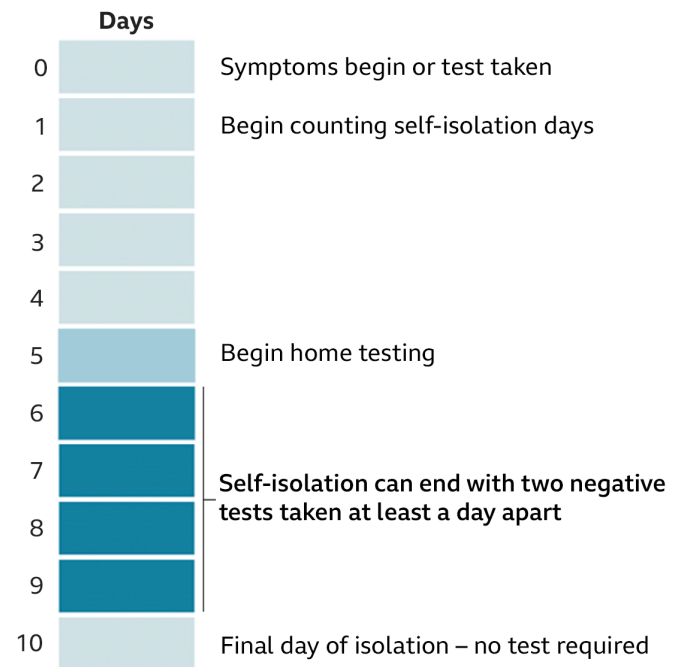 Days
0 Symptoms begin or test taken
1 Begin counting self-isolation days
2
3
4
5 Begin home testing
6
7
Self-isolation can end with two negative
tests taken at least a day apart
8
9
10 Final day of isolation – no test required